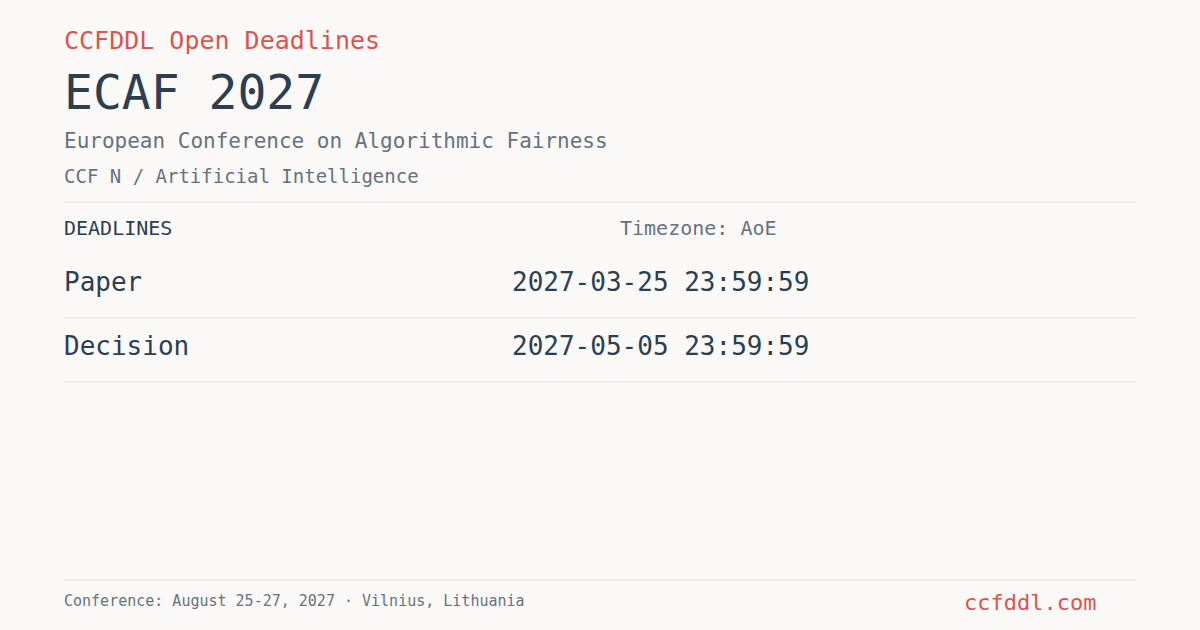 CCFDDL Open Deadlines
ECAF 2027
European Conference on Algorithmic Fairness
CCF N / Artificial Intelligence
DEADLINES Timezone: AoE
Paper 2027-03-25 23:59:59
Decision 2027-05-05 23:59:59
Conference: August 25-27, 2027 · Vilnius, Lithuania ccfddl.com